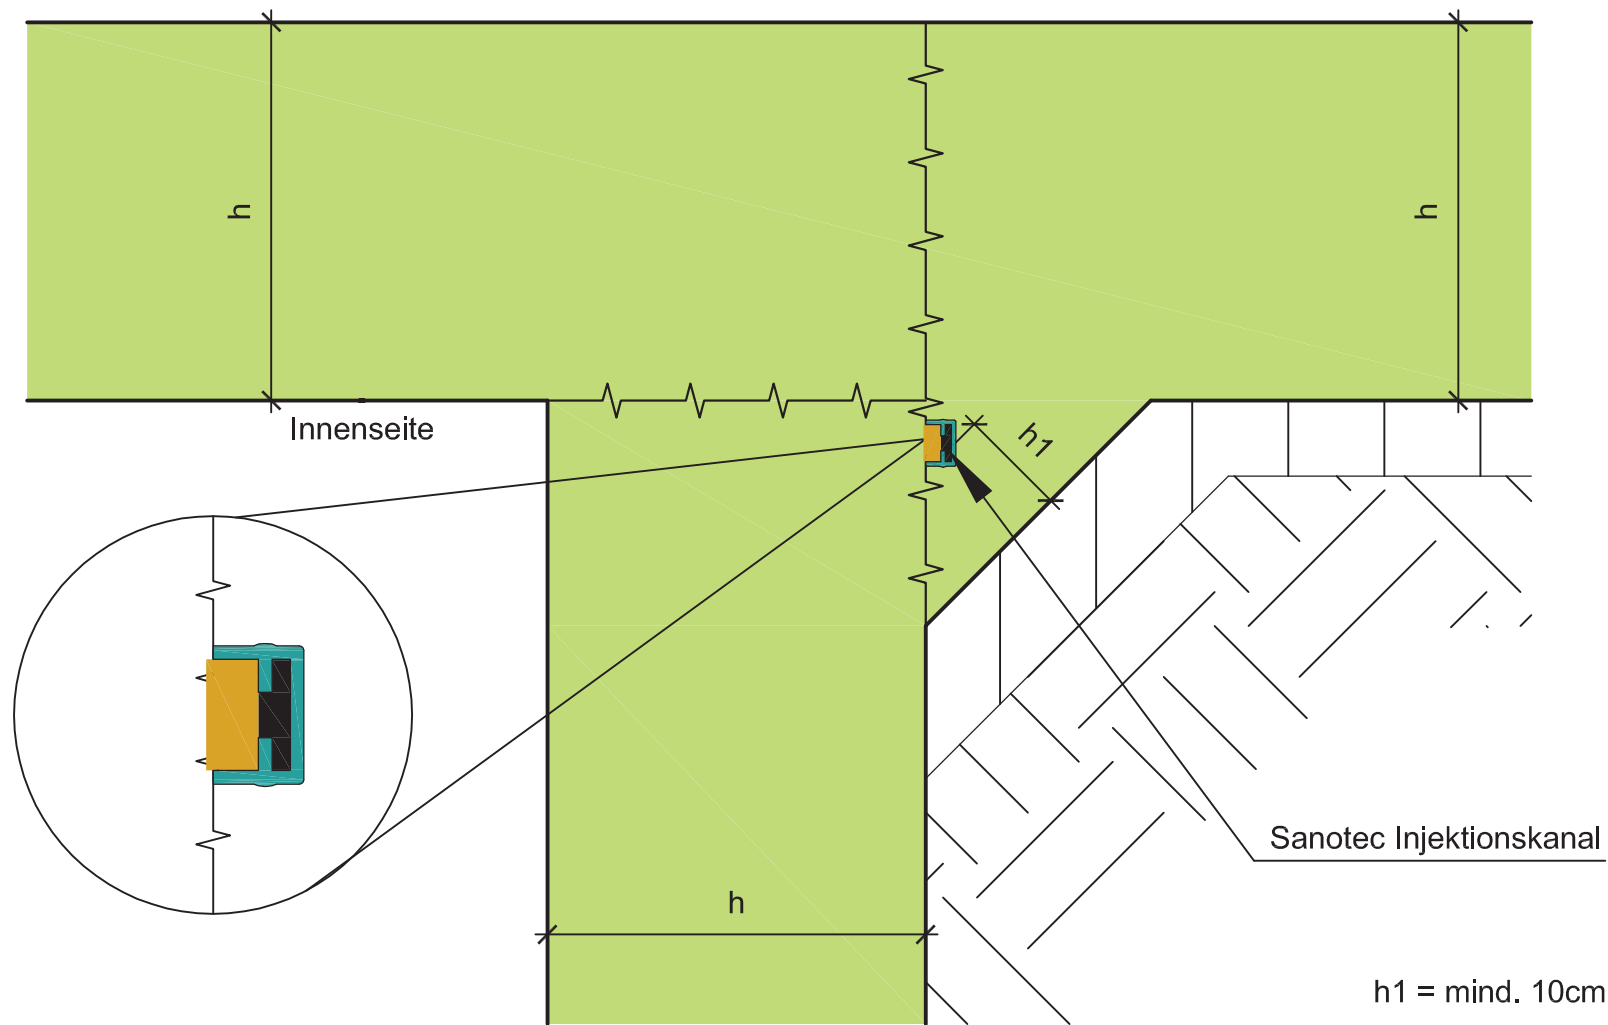 h
h
Innenseite
h1
Sanotec Injektionskanal
h
h1 = mind. 10cm